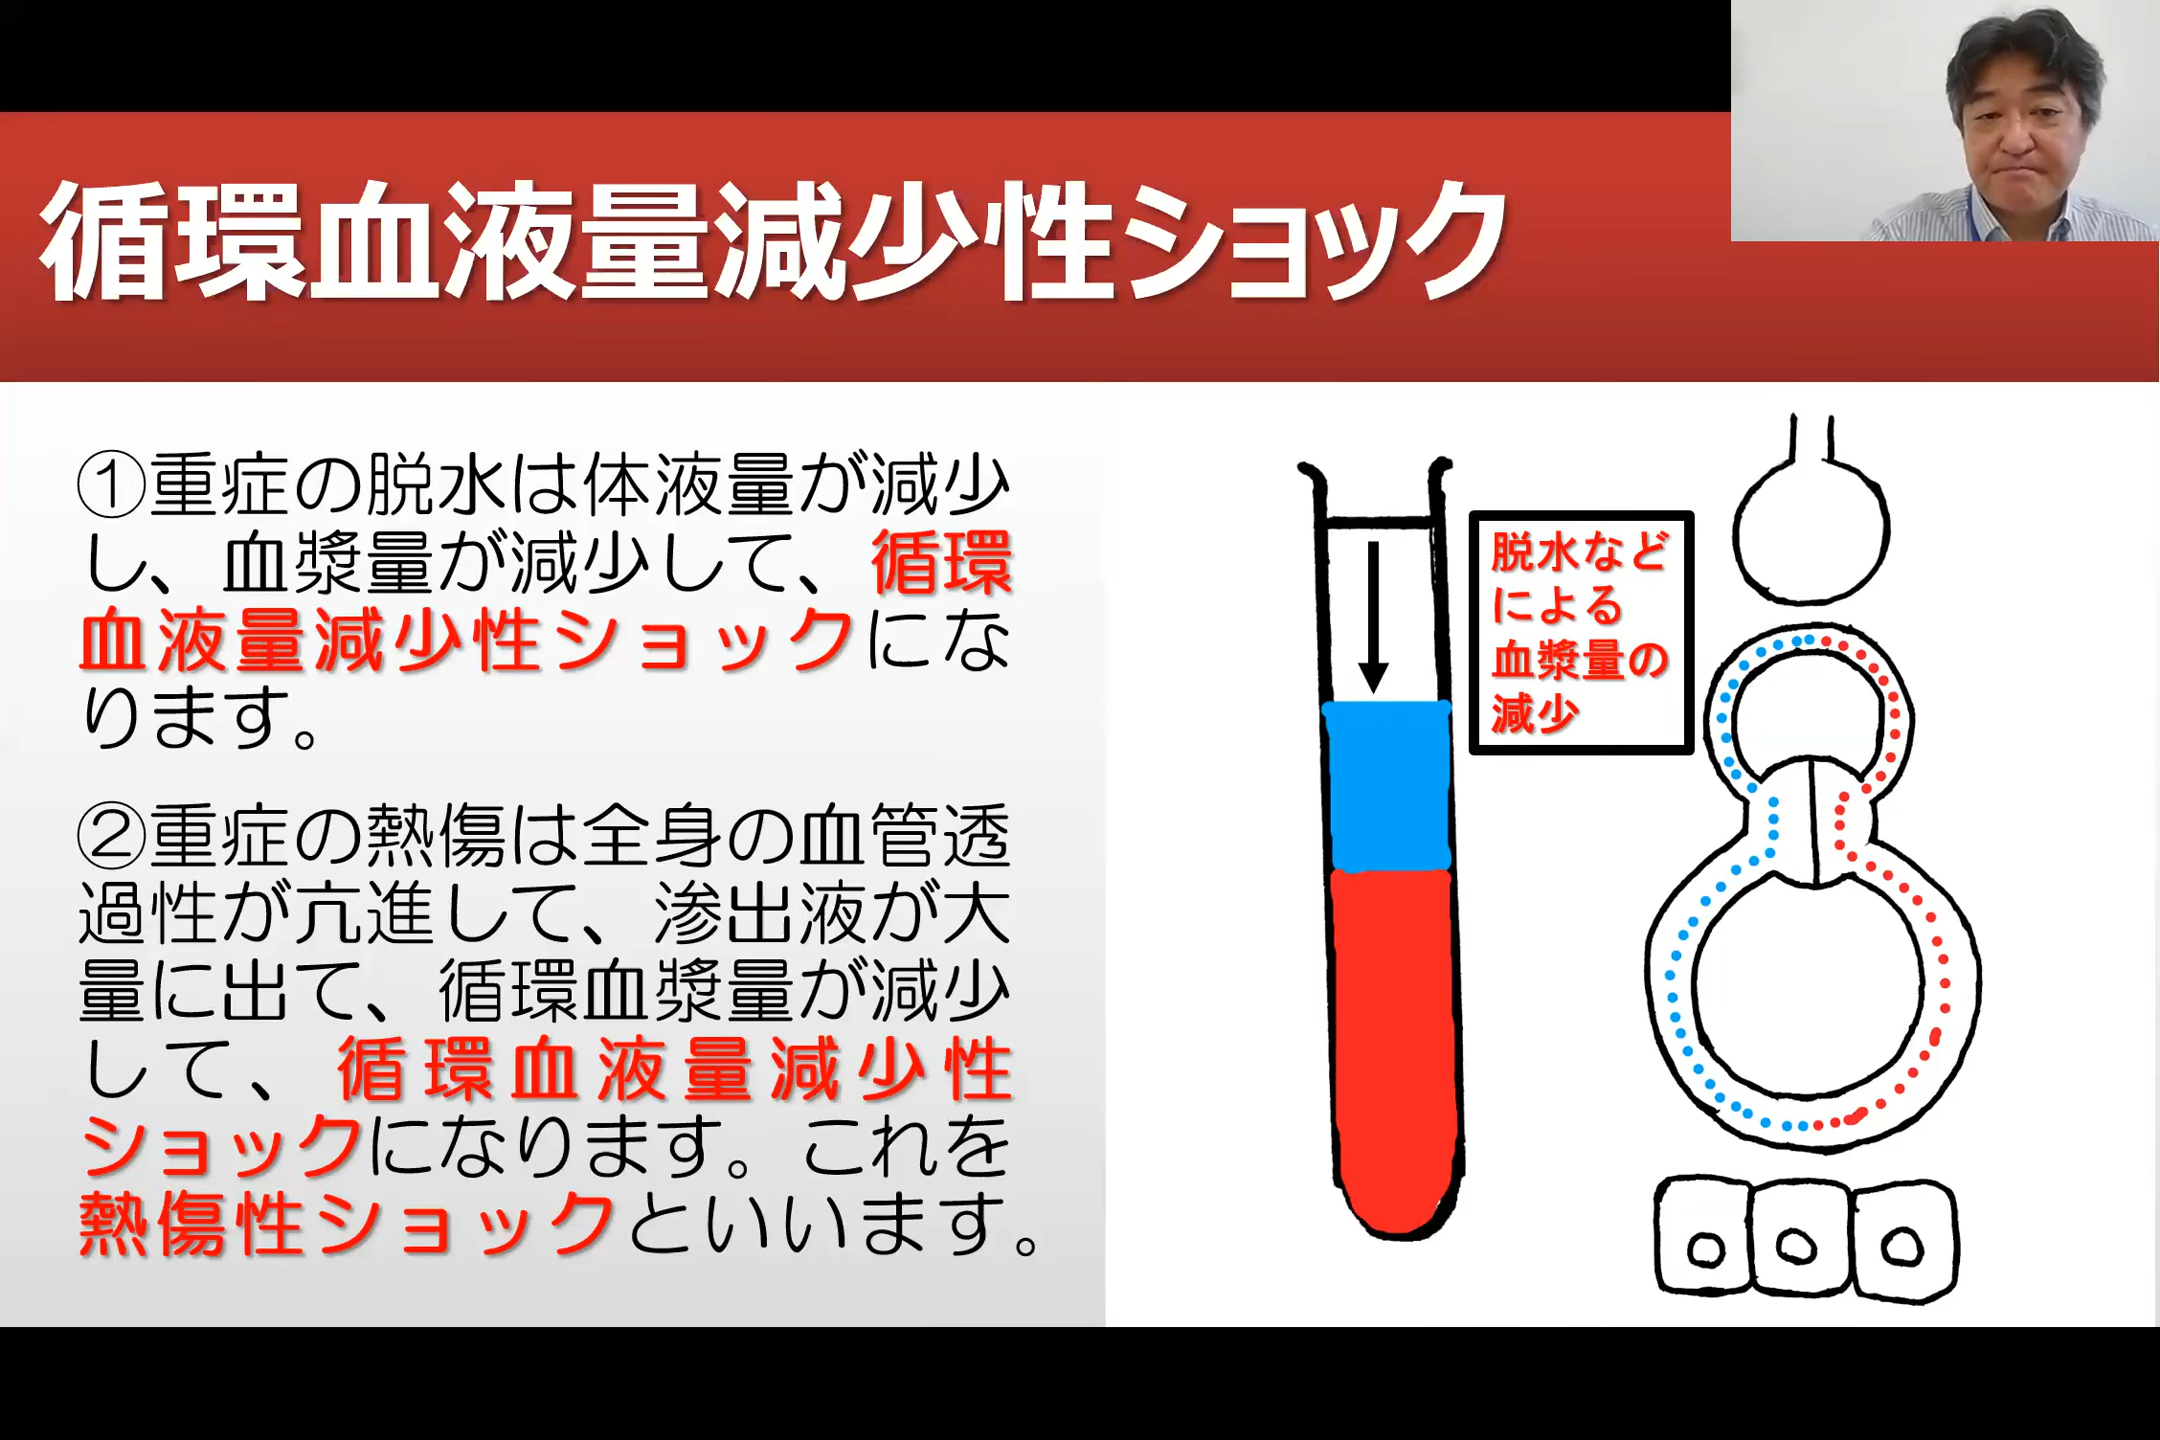 循環血液量減少性ショック
①重症の脱水は体液量が減少
し、血漿量が減少して、循環
血液量減少性ショックにな
ります。
②重症の熱傷は全身の血管透
過性が亢進して、滲出液が大
量に出て、循環血漿量が減少
して、循環血液量減少性
ショックになります。これを
熱傷性ショックといいます。
脱水など
による
血漿量の
減少